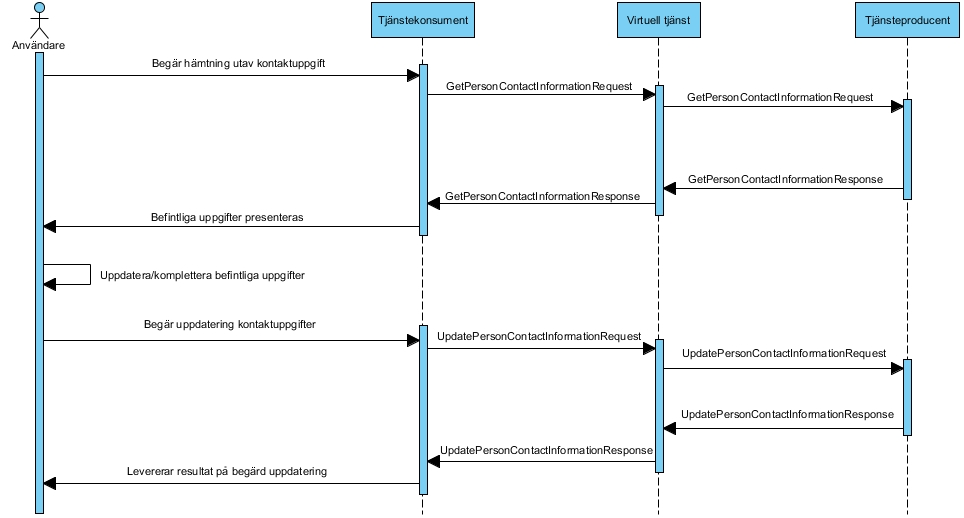 Användare
Tjänstekonsument
Virtuell tjänst
Tjänsteproducent
Begär hämtning utav kontaktuppgift
GetPersonContactInformationRequest
GetPersonContactInformationRequest
GetPersonContactInformationResponse
GetPersonContactInformationResponse
Befintliga uppgifter presenteras
Uppdatera/komplettera befintliga uppgifter
Begär uppdatering kontaktuppgifter
UpdatePersonContactInformationRequest
UpdatePersonContactInformationRequest
UpdatePersonContactInformationResponse
UpdatePersonContactInformationResponse
Levererar resultat på begärd uppdatering